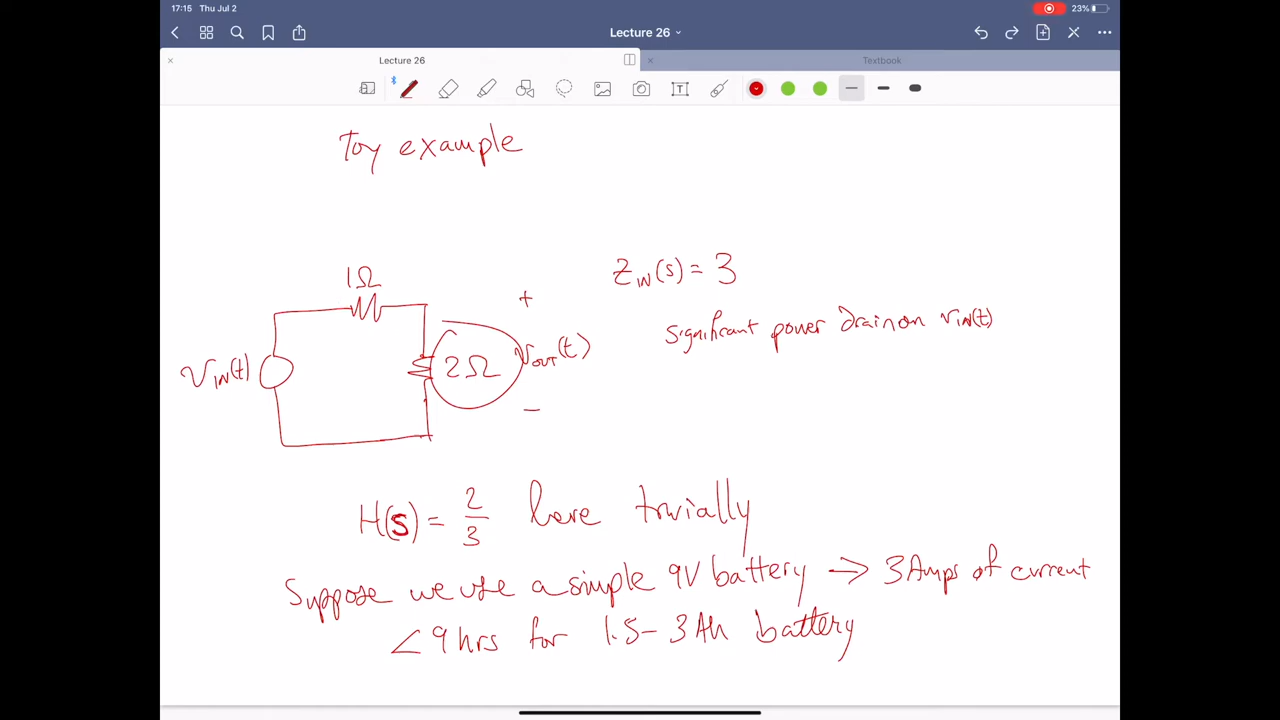 17:15 Thu Jul 2
23%
Lecture 26
Lecture 26
Textbook
T
Toy example
1Ω
+
Z_IN(s) = 3
significant power drain on v_IN(t)
V_IN(t)
2Ω
V_OUT(t)
−
H(s) = 2/3 here trivially
Suppose we use a simple 9V battery → 3 Amps of current
< 9 hrs for 1.5 – 3 Ah battery